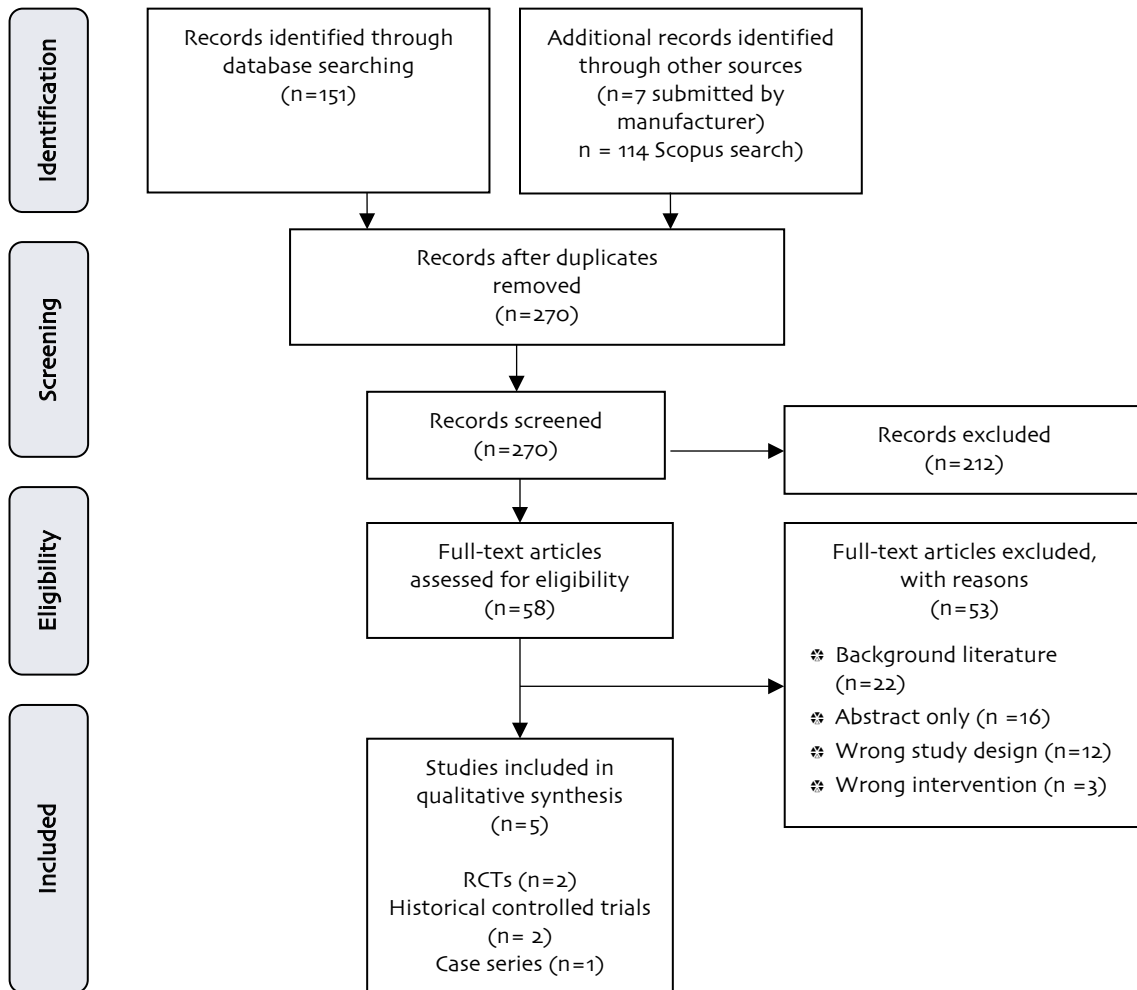 Identification
Records identified through
database searching
(n=151)
Additional records identified
through other sources
(n=7 submitted by
manufacturer)
n = 114 Scopus search)
Screening
Records after duplicates
removed
(n=270)
Records screened
(n=270)
Records excluded
(n=212)
Eligibility
Full-text articles
assessed for eligibility
(n=58)
Full-text articles excluded,
with reasons
(n=53)
Background literature
(n=22)
Abstract only (n =16)
Wrong study design (n=12)
Wrong intervention (n =3)
Included
Studies included in
qualitative synthesis
(n=5)
RCTs (n=2)
Historical controlled trials
(n= 2)
Case series (n=1)